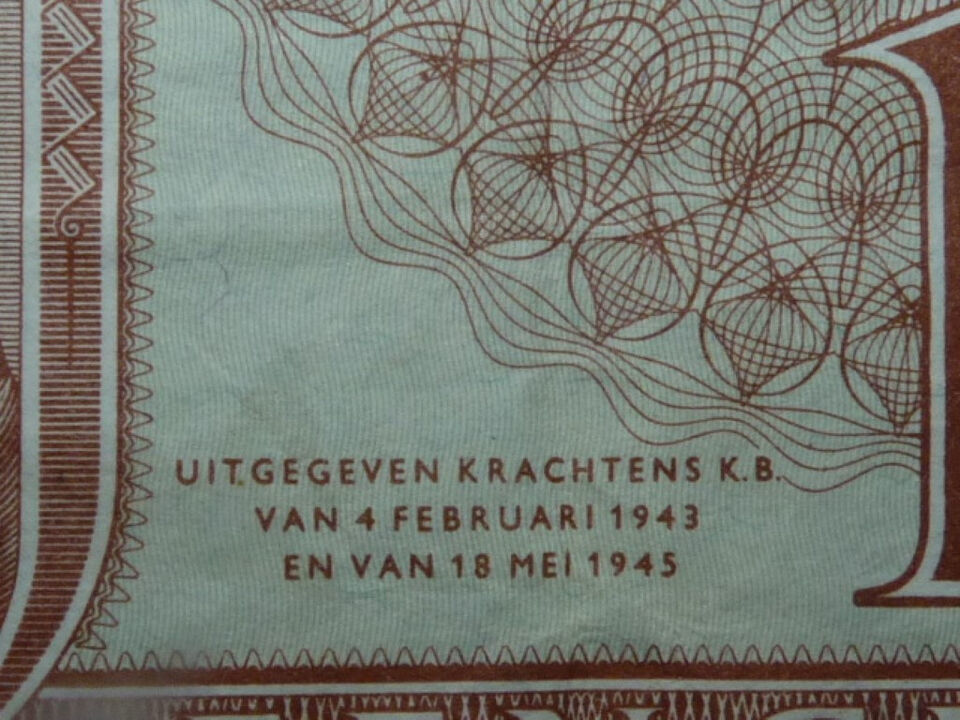 UITGEGEVEN KRACHTENS K.B.
VAN 4 FEBRUARI 1943
EN VAN 18 MEI 1945